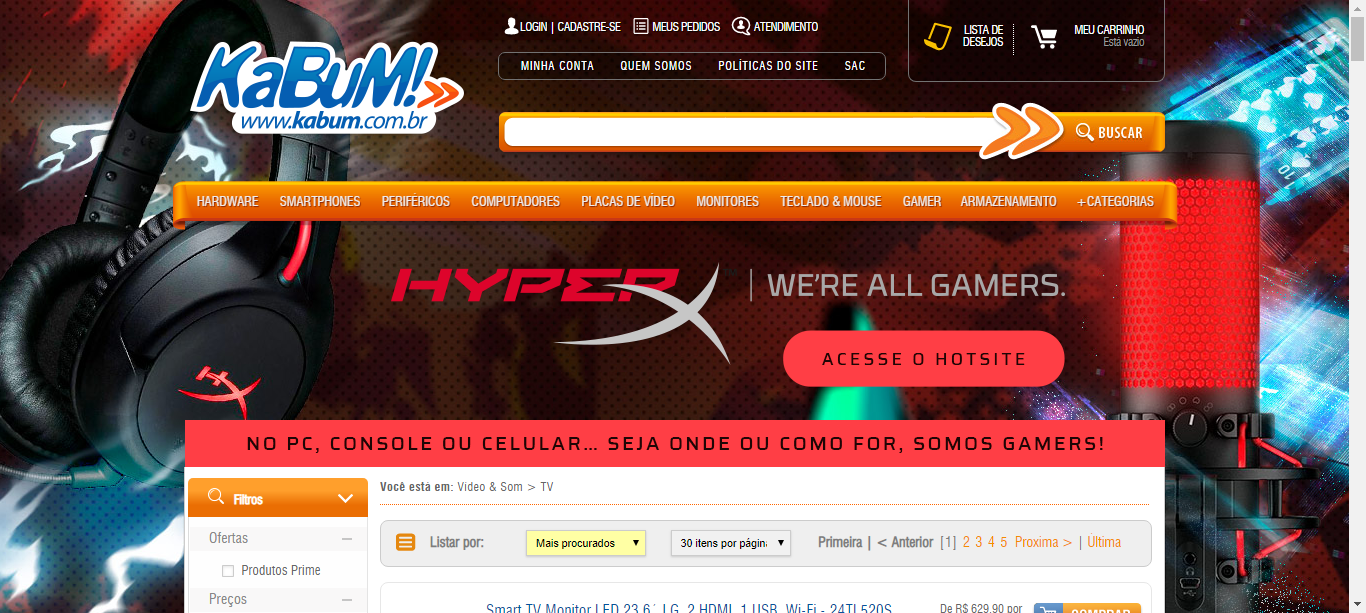 LOGIN | CADASTRE-SE MEUS PEDIDOS ATENDIMENTO
LISTA DE DESEJOS
MEU CARRINHO
Está vazio
MINHA CONTA QUEM SOMOS POLÍTICAS DO SITE SAC
KaBuM!
www.kabum.com.br
BUSCAR
HARDWARE SMARTPHONES PERIFÉRICOS COMPUTADORES PLACAS DE VÍDEO MONITORES TECLADO & MOUSE GAMER ARMAZENAMENTO +CATEGORIAS
HYPERX | WE'RE ALL GAMERS.
ACESSE O HOTSITE
HX
NO PC, CONSOLE OU CELULAR... SEJA ONDE OU COMO FOR, SOMOS GAMERS!
Filtros
Ofertas
Produtos Prime
Preços
Você está em: Vídeo & Som > TV
Listar por: Mais procurados 30 itens por págin Primeira | < Anterior [1] 2 3 4 5 Proxima > | Última
Smart TV Monitor LED 23,6´ LG, 2 HDMI, 1 USB, Wi-Fi - 24TL520S
De R$ 629,90 por
COMPRAR